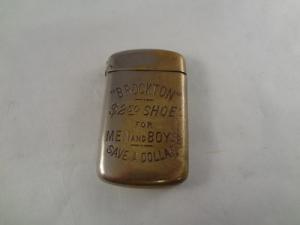 "BROCKTON"
$2.50 SHOE
FOR
MEN AND BOYS
SAVE A DOLLAR